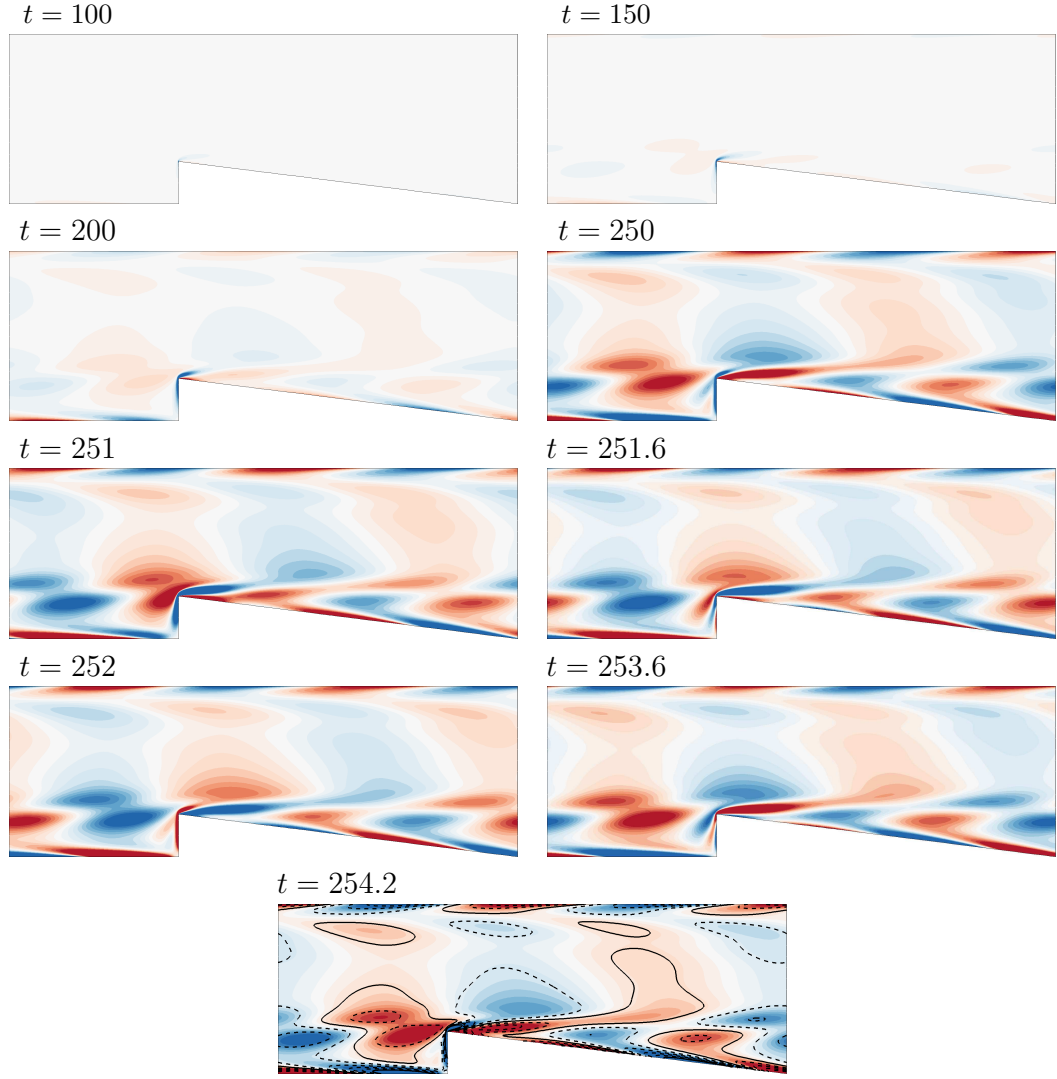 t = 100
t = 150
t = 200
t = 250
t = 251
t = 251.6
t = 252
t = 253.6
t = 254.2